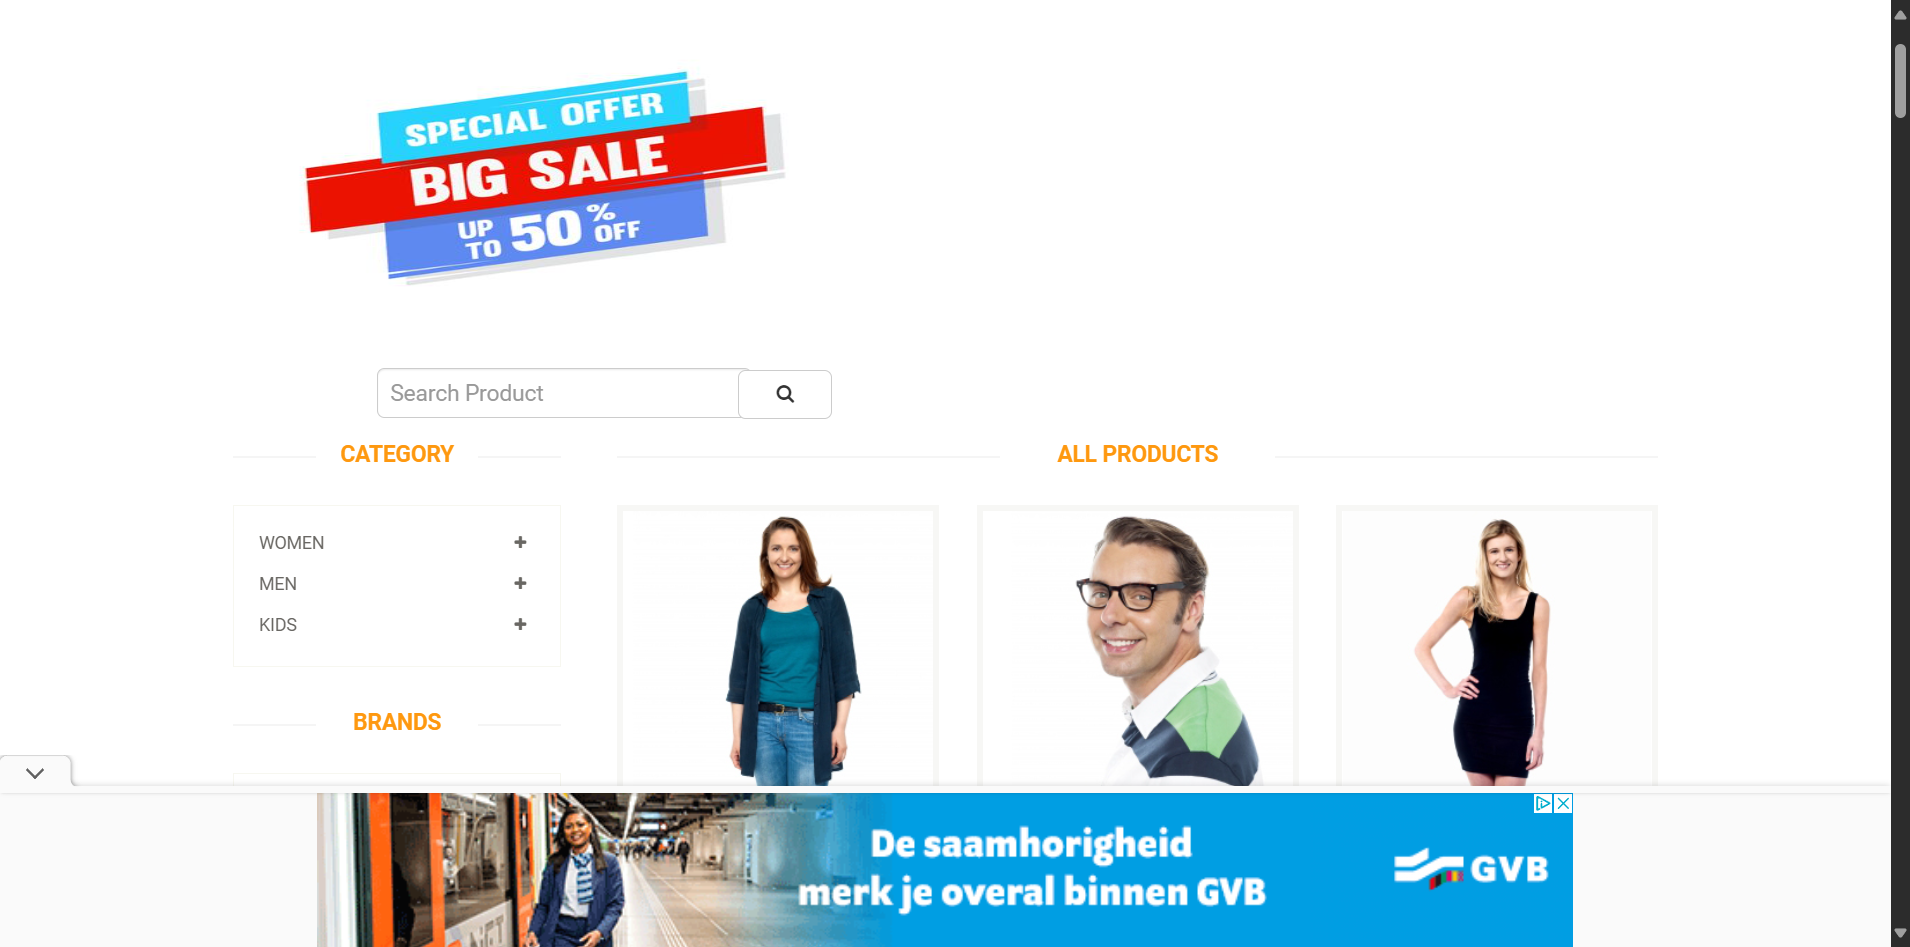 SPECIAL OFFER
BIG SALE
UP TO 50% OFF
Search Product
CATEGORY
ALL PRODUCTS
WOMEN
MEN
KIDS
BRANDS
De saamhorigheid
merk je overal binnen GVB
GVB